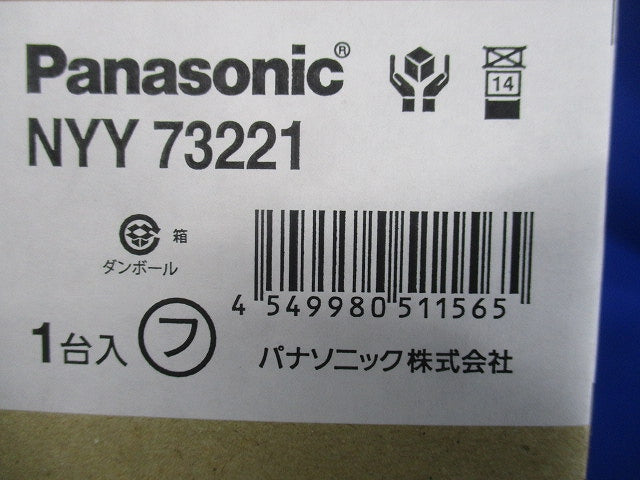 Panasonic®
14
NYY 73221
箱
ダンボール
4 549980 511565
1台入 フ
パナソニック株式会社